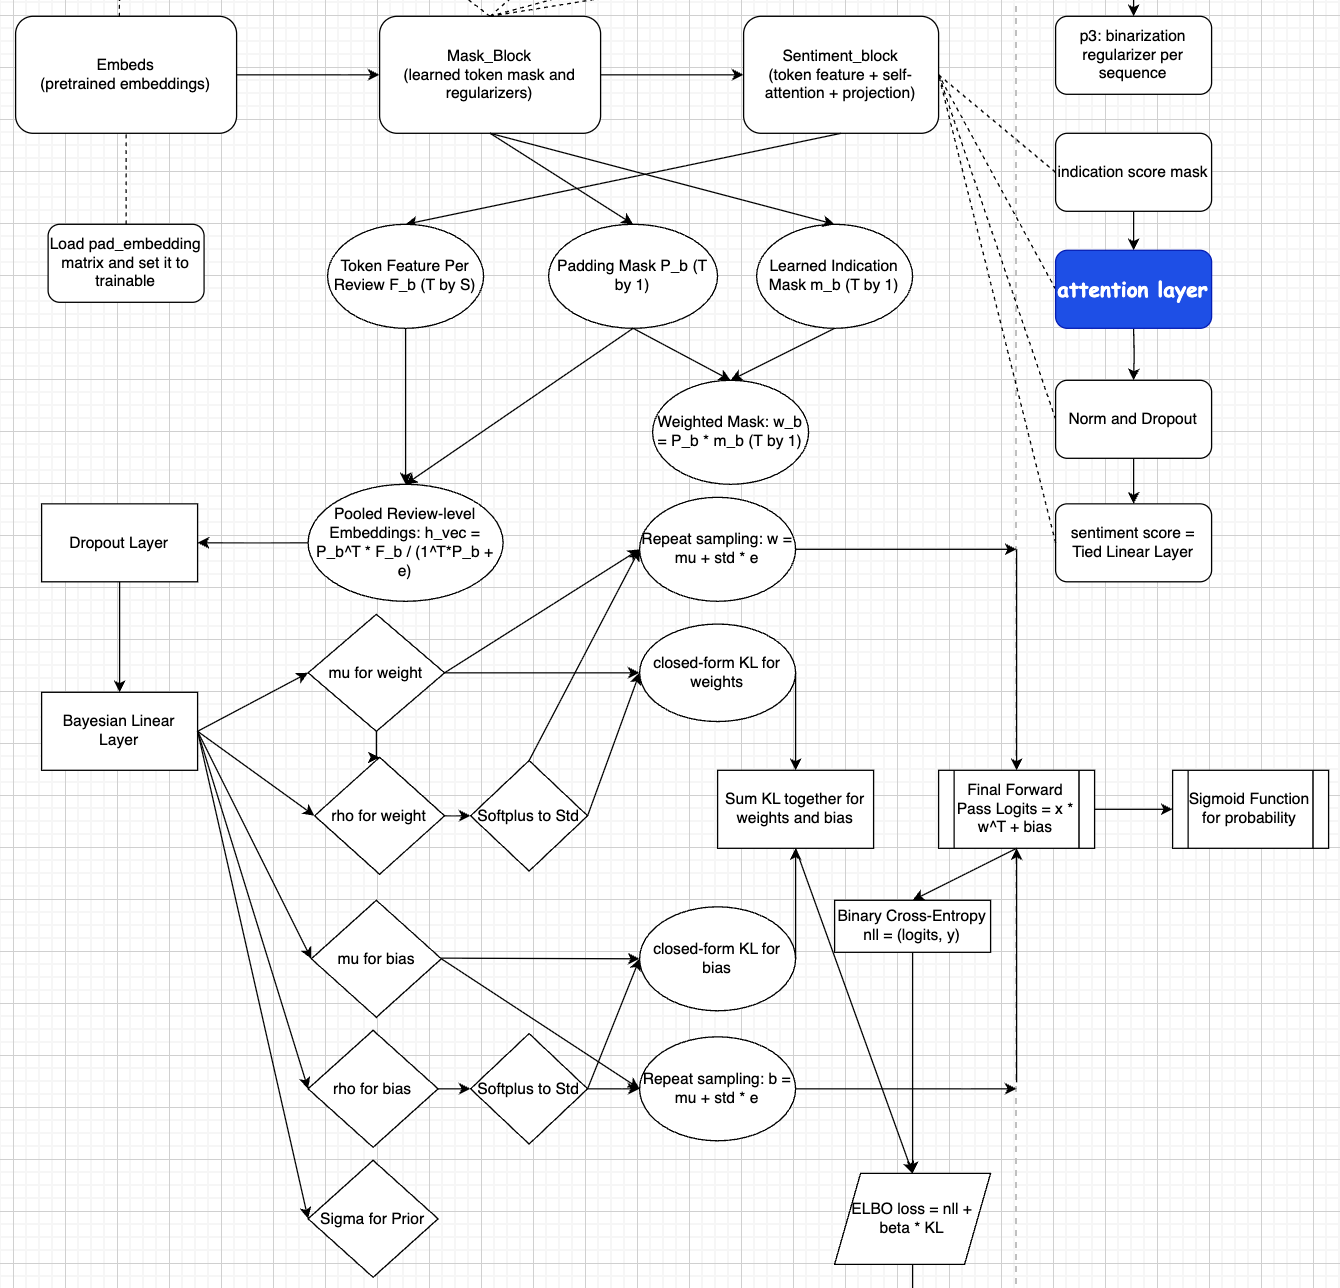 Embeds
(pretrained embeddings)
Mask_Block
(learned token mask and
regularizers)
Sentiment_block
(token feature + self-
attention + projection)
p3: binarization
regularizer per
sequence
indication score mask
Load pad_embedding
matrix and set it to
trainable
Token Feature Per
Review F_b (T by S)
Padding Mask P_b (T
by 1)
Learned Indication
Mask m_b (T by 1)
attention layer
Weighted Mask: w_b
= P_b * m_b (T by 1)
Norm and Dropout
Dropout Layer
Pooled Review-level
Embeddings: h_vec =
P_b^T * F_b / (1^T*P_b +
e)
Repeat sampling: w =
mu + std * e
sentiment score =
Tied Linear Layer
mu for weight
closed-form KL for
weights
Bayesian Linear
Layer
rho for weight
Softplus to Std
Sum KL together for
weights and bias
Final Forward
Pass Logits = x *
w^T + bias
Sigmoid Function
for probability
Binary Cross-Entropy
nll = (logits, y)
mu for bias
closed-form KL for
bias
rho for bias
Softplus to Std
Repeat sampling: b =
mu + std * e
Sigma for Prior
ELBO loss = nll +
beta * KL